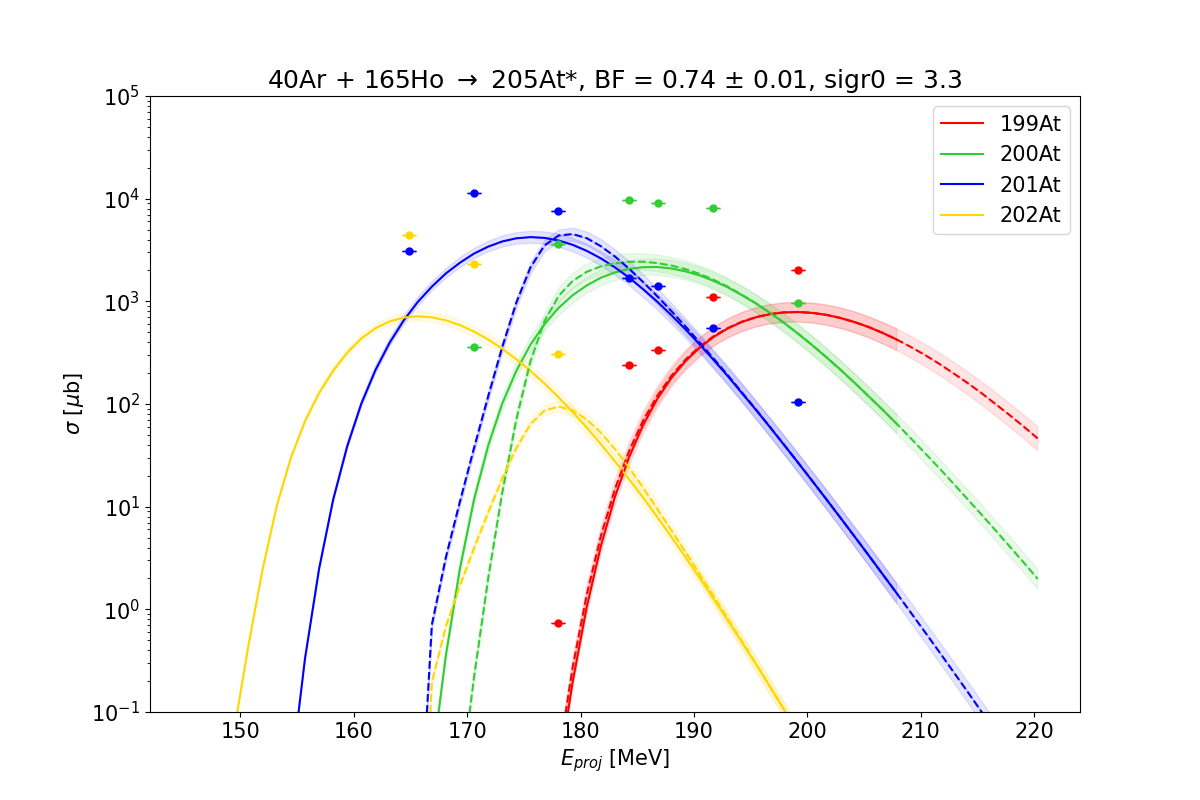 40Ar + 165Ho → 205At*, BF = 0.74 ± 0.01, sigr0 = 3.3
10^5
10^4
10^3
10^2
10^1
10^0
10^−1
σ [μb]
199At
200At
201At
202At
150 160 170 180 190 200 210 220
E_proj [MeV]